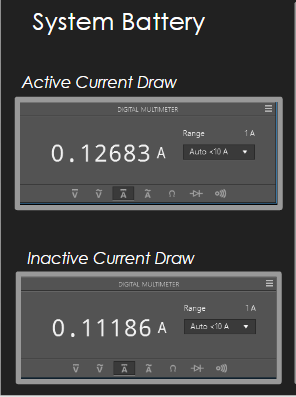 System Battery
Active Current Draw
DIGITAL MULTIMETER
Range 1 A
0.12683 A
Auto <10 A
V V A A Ω
Inactive Current Draw
DIGITAL MULTIMETER
Range 1 A
0.11186 A
Auto <10 A
V V A A Ω